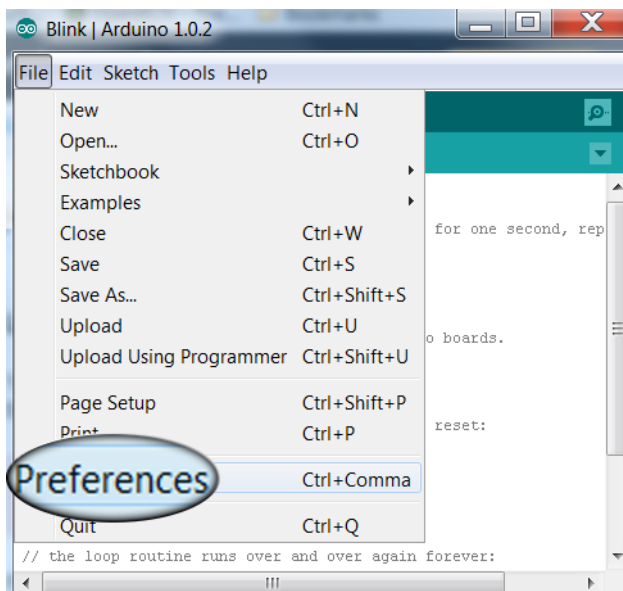 Blink | Arduino 1.0.2
File Edit Sketch Tools Help
New Ctrl+N
Open... Ctrl+O
Sketchbook
Examples
Close Ctrl+W
for one second, rep
Save Ctrl+S
Save As... Ctrl+Shift+S
Upload Ctrl+U
o boards.
Upload Using Programmer Ctrl+Shift+U
Page Setup Ctrl+Shift+P
Print Ctrl+P
reset:
Preferences Ctrl+Comma
Quit Ctrl+Q
// the loop routine runs over and over again forever: